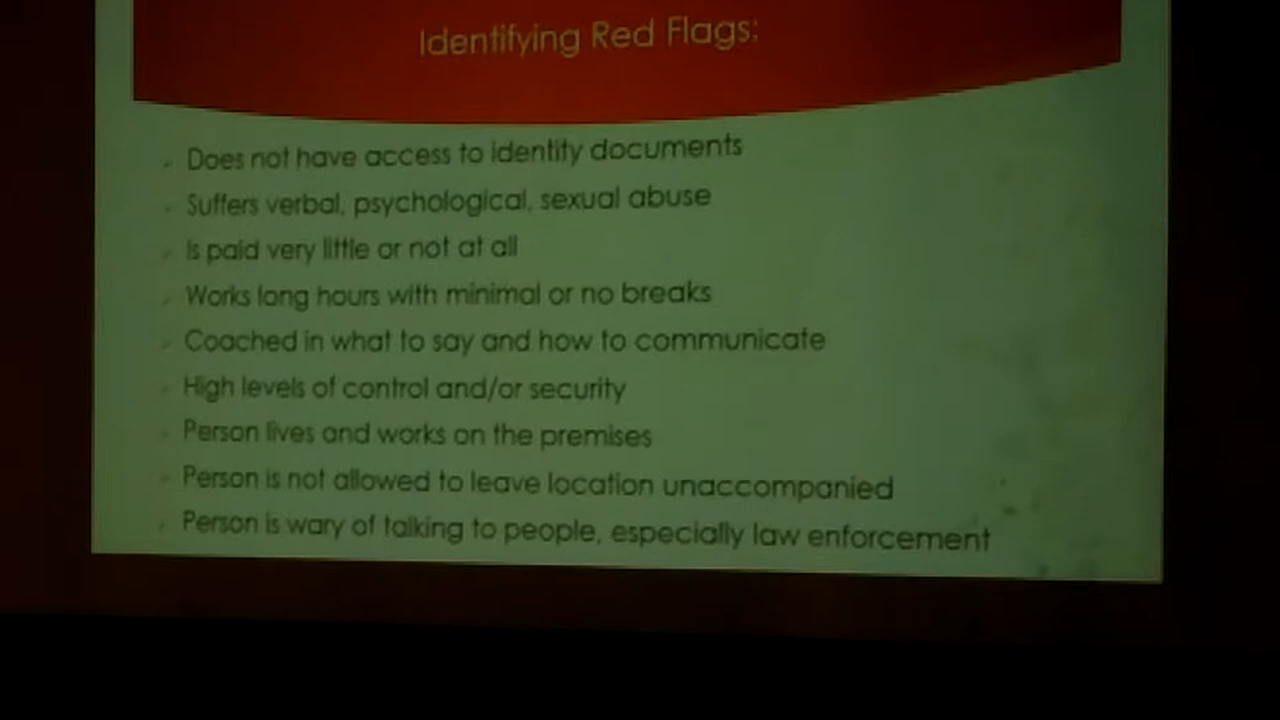 Identifying Red Flags:
Does not have access to identity documents
Suffers verbal, psychological, sexual abuse
Is paid very little or not at all
Works long hours with minimal or no breaks
Coached in what to say and how to communicate
High levels of control and/or security
Person lives and works on the premises
Person is not allowed to leave location unaccompanied
Person is wary of talking to people, especially law enforcement